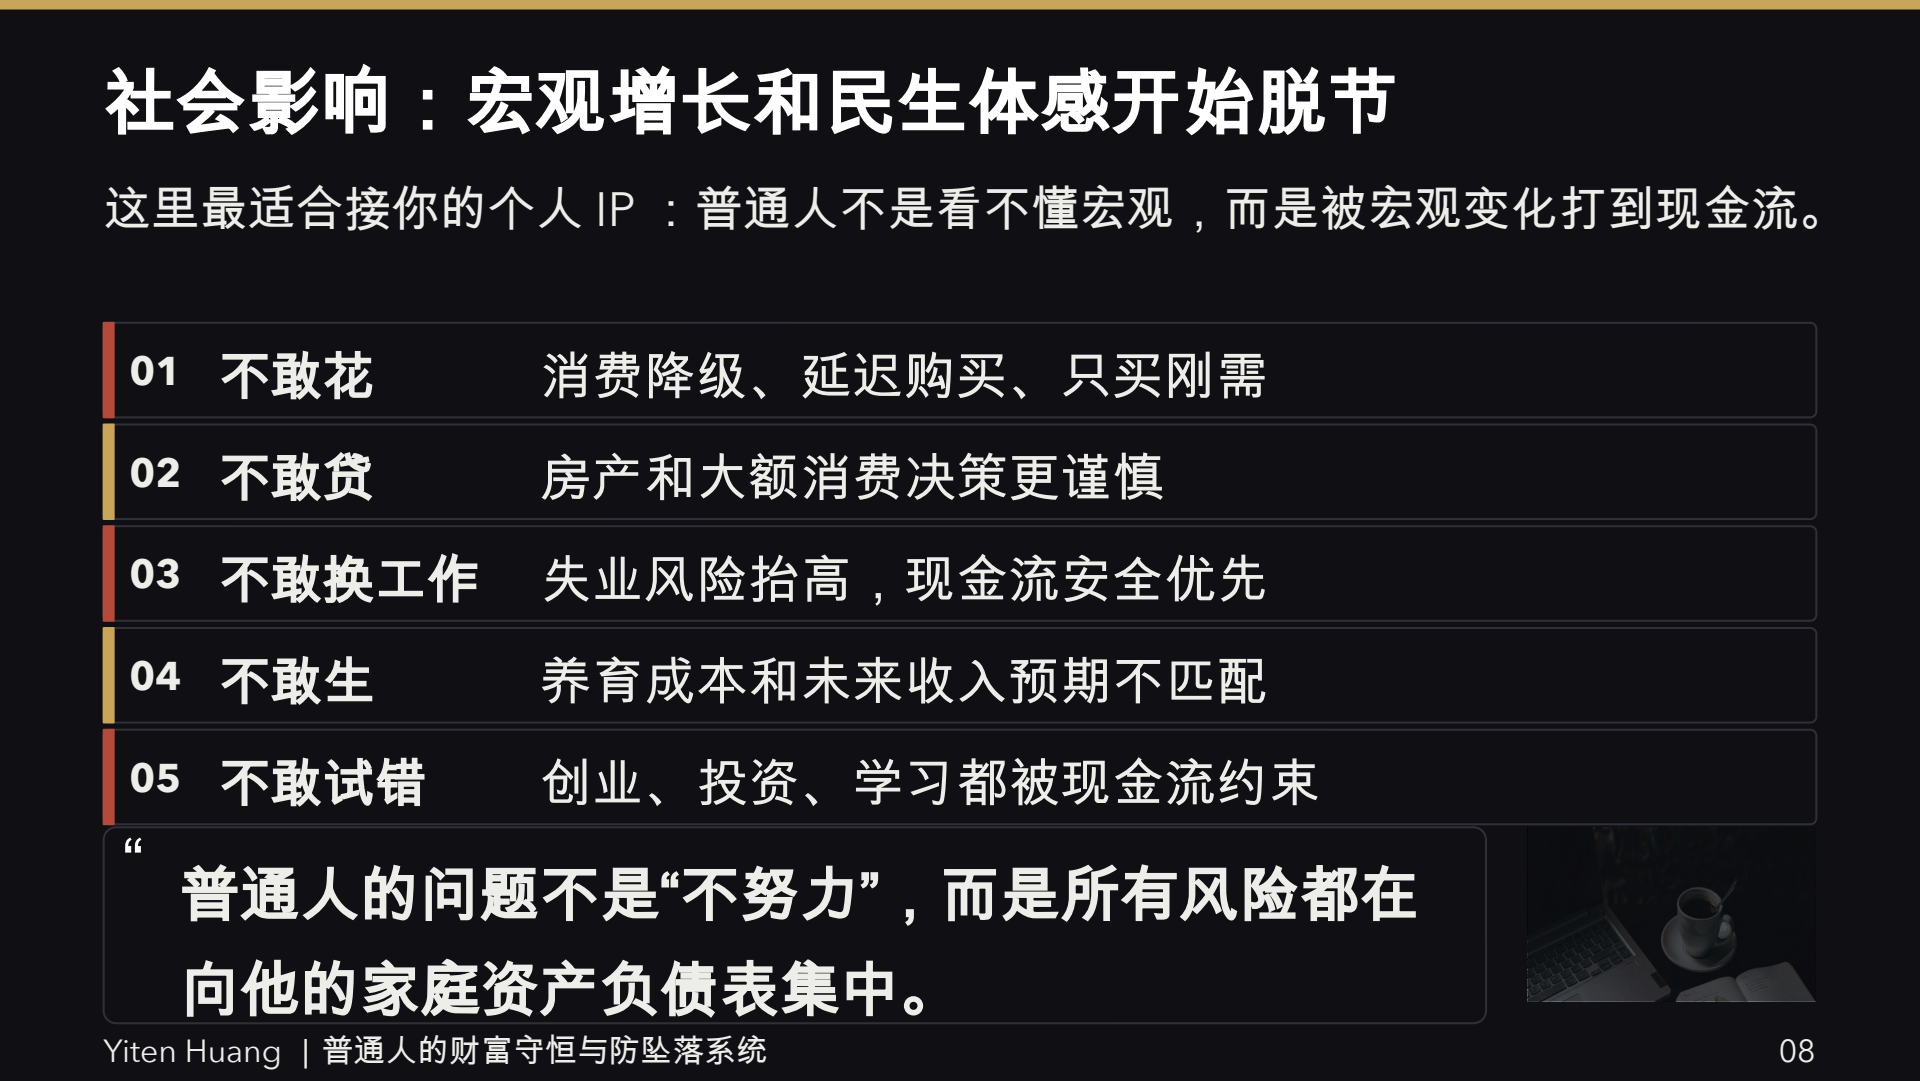 社会影响：宏观增长和民生体感开始脱节
这里最适合接你的个人 IP ：普通人不是看不懂宏观，而是被宏观变化打到现金流。
01 不敢花 消费降级、延迟购买、只买刚需
02 不敢贷 房产和大额消费决策更谨慎
03 不敢换工作 失业风险抬高，现金流安全优先
04 不敢生 养育成本和未来收入预期不匹配
05 不敢试错 创业、投资、学习都被现金流约束
“
普通人的问题不是“不努力”，而是所有风险都在
向他的家庭资产负债表集中。
Yiten Huang ｜普通人的财富守恒与防坠落系统
08